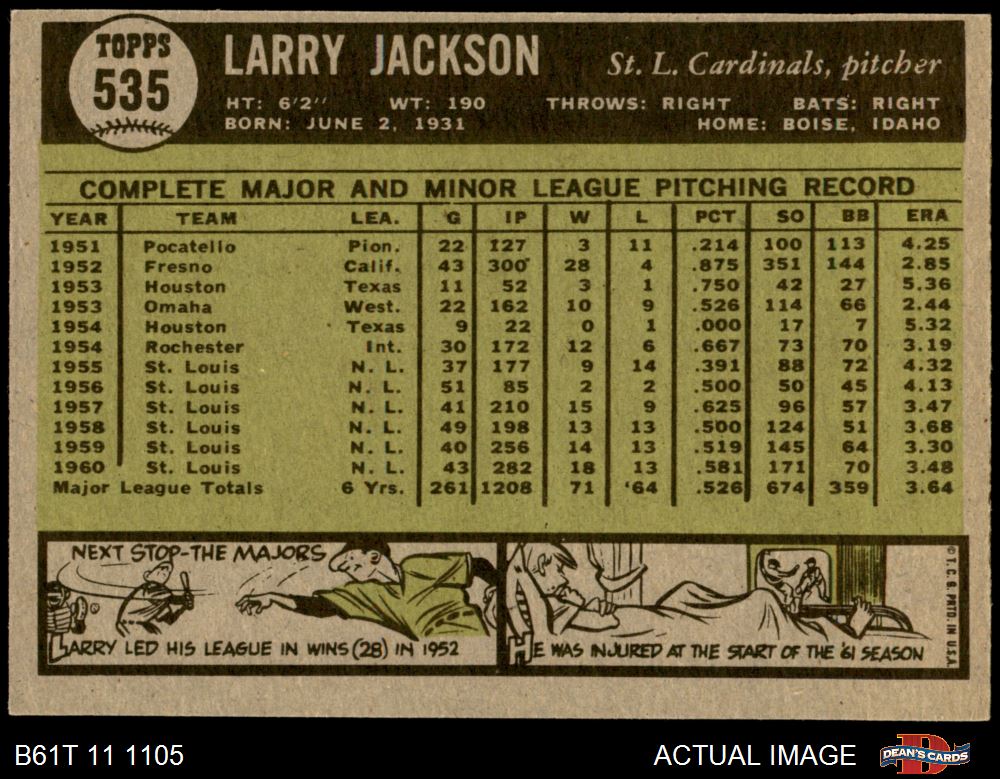 TOPPS
535
LARRY JACKSON
St. L. Cardinals, pitcher
HT: 6'2" WT: 190 THROWS: RIGHT BATS: RIGHT
BORN: JUNE 2, 1931 HOME: BOISE, IDAHO
COMPLETE MAJOR AND MINOR LEAGUE PITCHING RECORD
YEAR TEAM LEA. G IP W L PCT SO BB ERA
1951 Pocatello Pion. 22 127 3 11 .214 100 113 4.25
1952 Fresno Calif. 43 300 28 4 .875 351 144 2.85
1953 Houston Texas 11 52 3 1 .750 42 27 5.36
1953 Omaha West. 22 162 10 9 .526 114 66 2.44
1954 Houston Texas 9 22 0 1 .000 17 7 5.32
1954 Rochester Int. 30 172 12 6 .667 73 70 3.19
1955 St. Louis N. L. 37 177 9 14 .391 88 72 4.32
1956 St. Louis N. L. 51 85 2 2 .500 50 45 4.13
1957 St. Louis N. L. 41 210 15 9 .625 96 57 3.47
1958 St. Louis N. L. 49 198 13 13 .500 124 51 3.68
1959 St. Louis N. L. 40 256 14 13 .519 145 64 3.30
1960 St. Louis N. L. 43 282 18 13 .581 171 70 3.48
Major League Totals 6 Yrs. 261 1208 71 64 .526 674 359 3.64
NEXT STOP-THE MAJORS
LARRY LED HIS LEAGUE IN WINS (28) IN 1952
HE WAS INJURED AT THE START OF THE '61 SEASON
© T. C. G. PRTD. IN U.S.A.
B61T 11 1105
ACTUAL IMAGE
D
DEAN'S CARDS